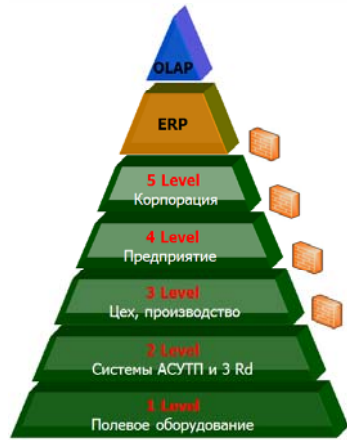 OLAP
ERP
5 Level
Корпорация
4 Level
Предприятие
3 Level
Цех, производство
2 Level
Системы АСУТП и 3 Rd
1 Level
Полевое оборудование